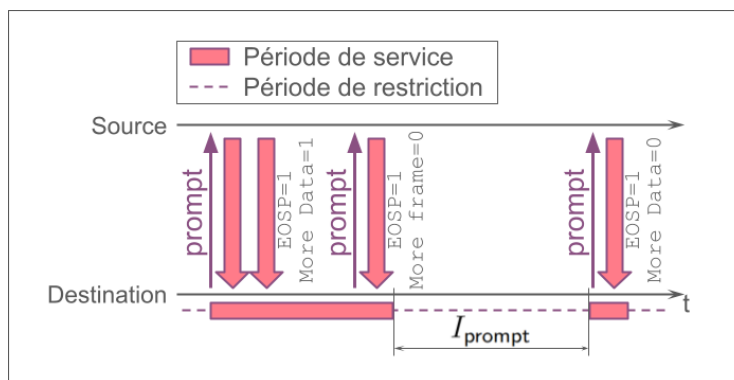 Période de service
Période de restriction
Source
prompt
EOSP=1
More Data=1
prompt
EOSP=1
More frame=0
prompt
EOSP=1
More Data=0
Destination
t
Iprompt